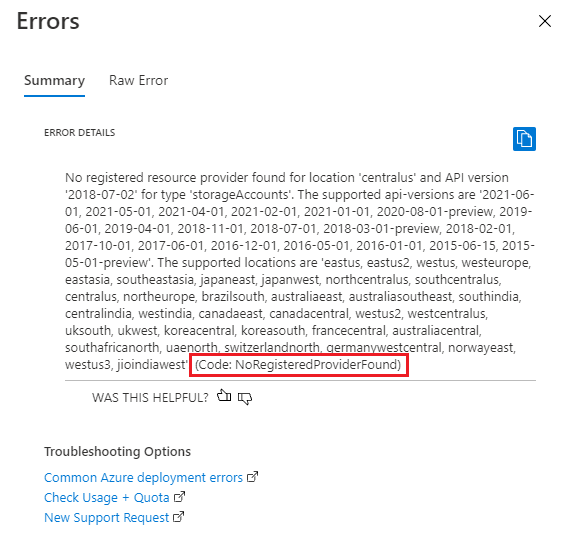 Errors
Summary Raw Error
ERROR DETAILS
No registered resource provider found for location 'centralus' and API version
'2018-07-02' for type 'storageAccounts'. The supported api-versions are '2021-06-
01, 2021-05-01, 2021-04-01, 2021-02-01, 2021-01-01, 2020-08-01-preview, 2019-
06-01, 2019-04-01, 2018-11-01, 2018-07-01, 2018-03-01-preview, 2018-02-01,
2017-10-01, 2017-06-01, 2016-12-01, 2016-05-01, 2016-01-01, 2015-06-15, 2015-
05-01-preview'. The supported locations are 'eastus, eastus2, westus, westeurope,
eastasia, southeastasia, japaneast, japanwest, northcentralus, southcentralus,
centralus, northeurope, brazilsouth, australiaeast, australiasoutheast, southindia,
centralindia, westindia, canadaeast, canadacentral, westus2, westcentralus,
uksouth, ukwest, koreacentral, koreasouth, francecentral, australiacentral,
southafricanorth, uaenorth, switzerlandnorth, germanywestcentral, norwayeast,
westus3, jioindiawest' (Code: NoRegisteredProviderFound)
WAS THIS HELPFUL?
Troubleshooting Options
Common Azure deployment errors
Check Usage + Quota
New Support Request